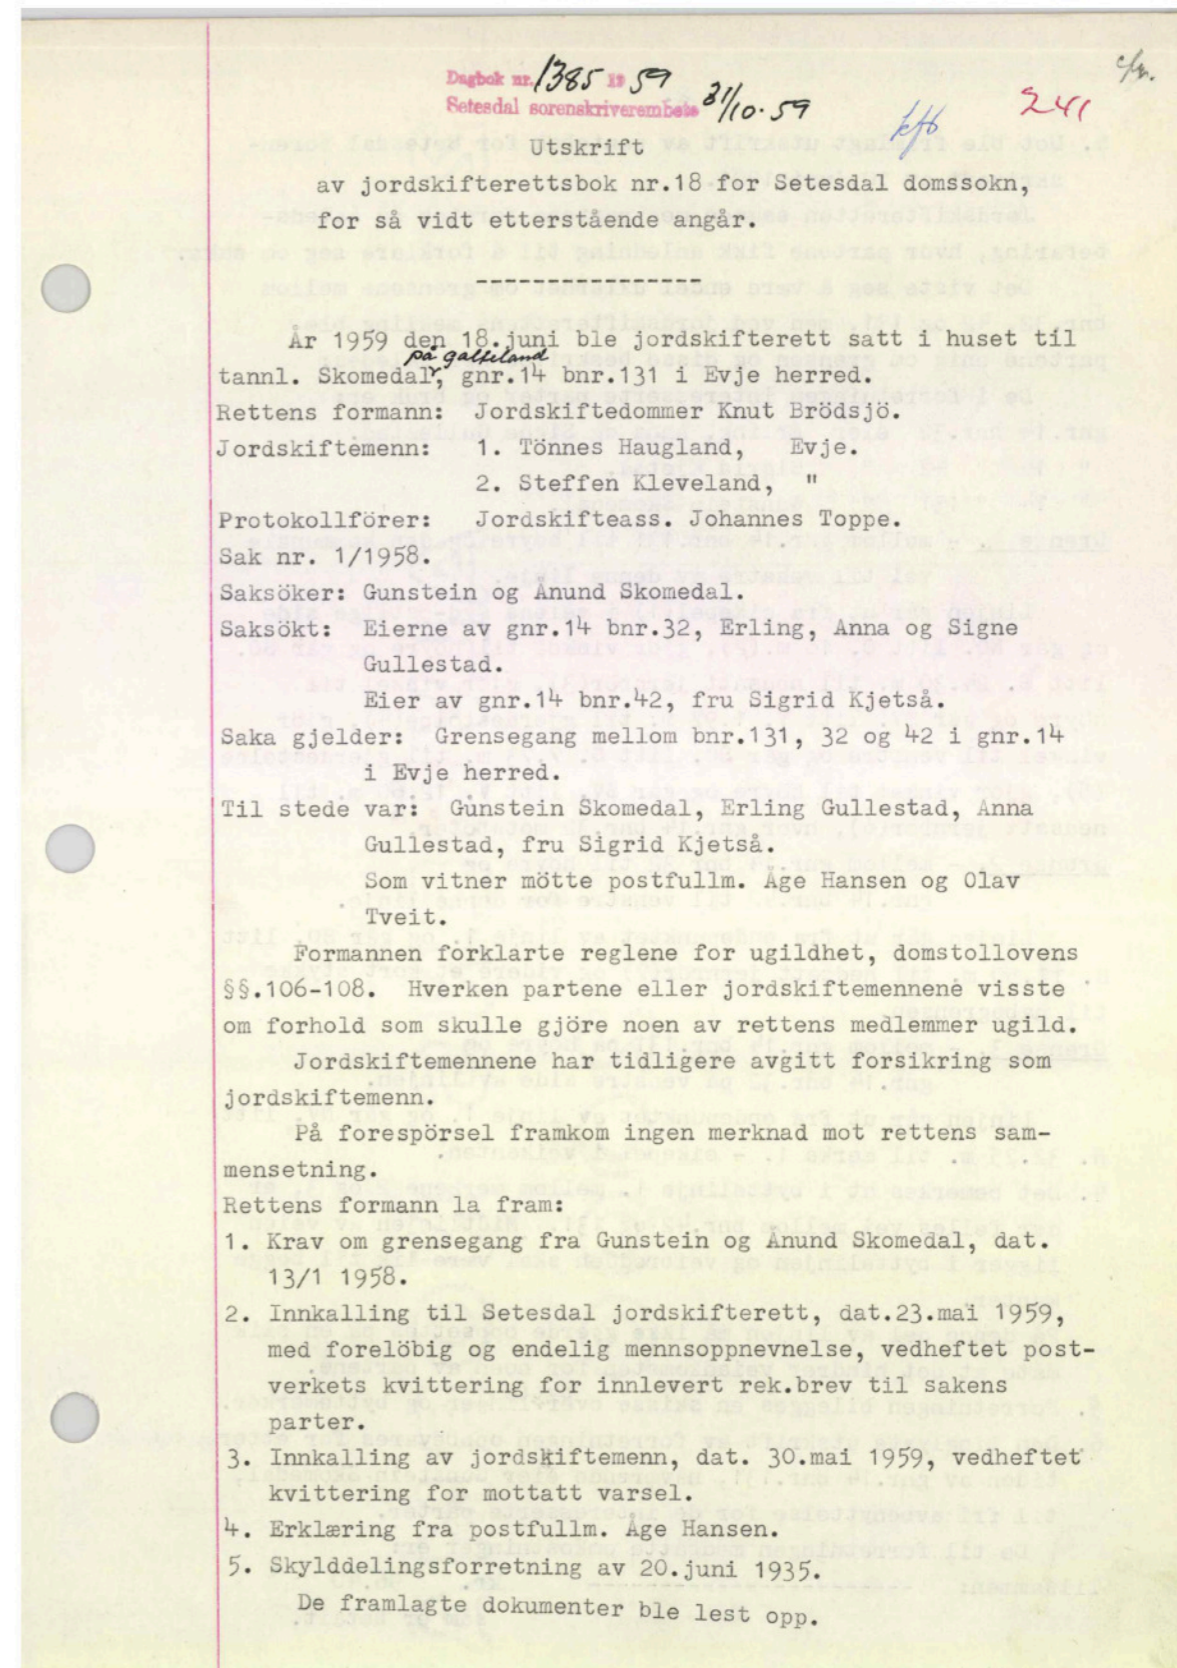 Dagbok nr. 1385 19 59
Setesdal sorenskriverembete 31/10.59
241
Utskrift
av jordskifterettsbok nr.18 for Setesdal domssokn,
for så vidt etterstående angår.
-----------------
År 1959 den 18.juni ble jordskifterett satt i huset til
på Galteland
tannl. Skomedal, gnr.14 bnr.131 i Evje herred.
Rettens formann: Jordskiftedommer Knut Brödsjö.
Jordskiftemenn: 1. Tönnes Haugland, Evje.
2. Steffen Kleveland, "
Protokollförer: Jordskifteass. Johannes Toppe.
Sak nr. 1/1958.
Saksöker: Gunstein og Ånund Skomedal.
Saksökt: Eierne av gnr.14 bnr.32, Erling, Anna og Signe
Gullestad.
Eier av gnr.14 bnr.42, fru Sigrid Kjetså.
Saka gjelder: Grensegang mellom bnr.131, 32 og 42 i gnr.14
i Evje herred.
Til stede var: Gunstein Skomedal, Erling Gullestad, Anna
Gullestad, fru Sigrid Kjetså.
Som vitner mötte postfullm. Åge Hansen og Olav
Tveit.
Formannen forklarte reglene for ugildhet, domstollovens
§§.106-108. Hverken partene eller jordskiftemennene visste
om forhold som skulle gjöre noen av rettens medlemmer ugild.
Jordskiftemennene har tidligere avgitt forsikring som
jordskiftemenn.
På forespörsel framkom ingen merknad mot rettens sam-
mensetning.
Rettens formann la fram:
1. Krav om grensegang fra Gunstein og Ånund Skomedal, dat.
13/1 1958.
2. Innkalling til Setesdal jordskifterett, dat.23.mai 1959,
med forelöbig og endelig mennsoppnevnelse, vedheftet post-
verkets kvittering for innlevert rek.brev til sakens
parter.
3. Innkalling av jordskiftemenn, dat. 30.mai 1959, vedheftet
kvittering for mottatt varsel.
4. Erklæring fra postfullm. Åge Hansen.
5. Skylddelingsforretning av 20.juni 1935.
De framlagte dokumenter ble lest opp.